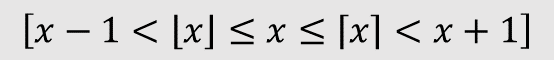 [x − 1 < ⌊x⌋ ≤ x ≤ ⌈x⌉ < x + 1]